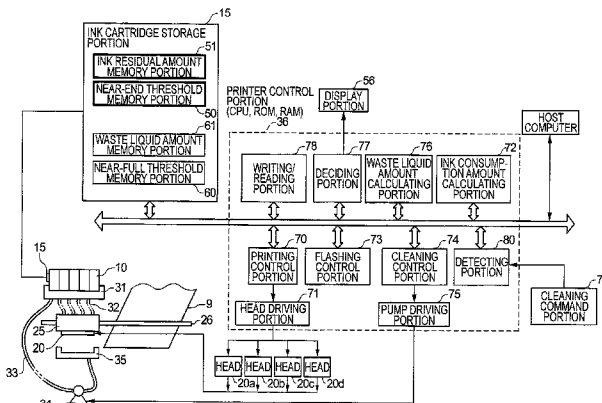 15
INK CARTRIDGE STORAGE
PORTION
51
INK RESIDUAL AMOUNT
MEMORY PORTION
NEAR-END THRESHOLD
MEMORY PORTION
50
61
WASTE LIQUID AMOUNT
MEMORY PORTION
NEAR-FULL THRESHOLD
MEMORY PORTION
60
PRINTER CONTROL
PORTION
(CPU, ROM, RAM)
36
DISPLAY
PORTION
56
HOST
COMPUTER
78
WRITING/
READING
PORTION
77
DECIDING
PORTION
76
WASTE LIQUID
AMOUNT
CALCULATING
PORTION
72
INK CONSUMP-
TION AMOUNT
CALCULATING
PORTION
70
PRINTING
CONTROL
PORTION
73
FLASHING
CONTROL
PORTION
74
CLEANING
CONTROL
PORTION
80
DETECTING
PORTION
71
HEAD DRIVING
PORTION
75
PUMP DRIVING
PORTION
CLEANING
COMMAND
PORTION
15
10
31
32
9
25
26
20
35
33
HEAD
HEAD
HEAD
HEAD
20a
20b
20c
20d